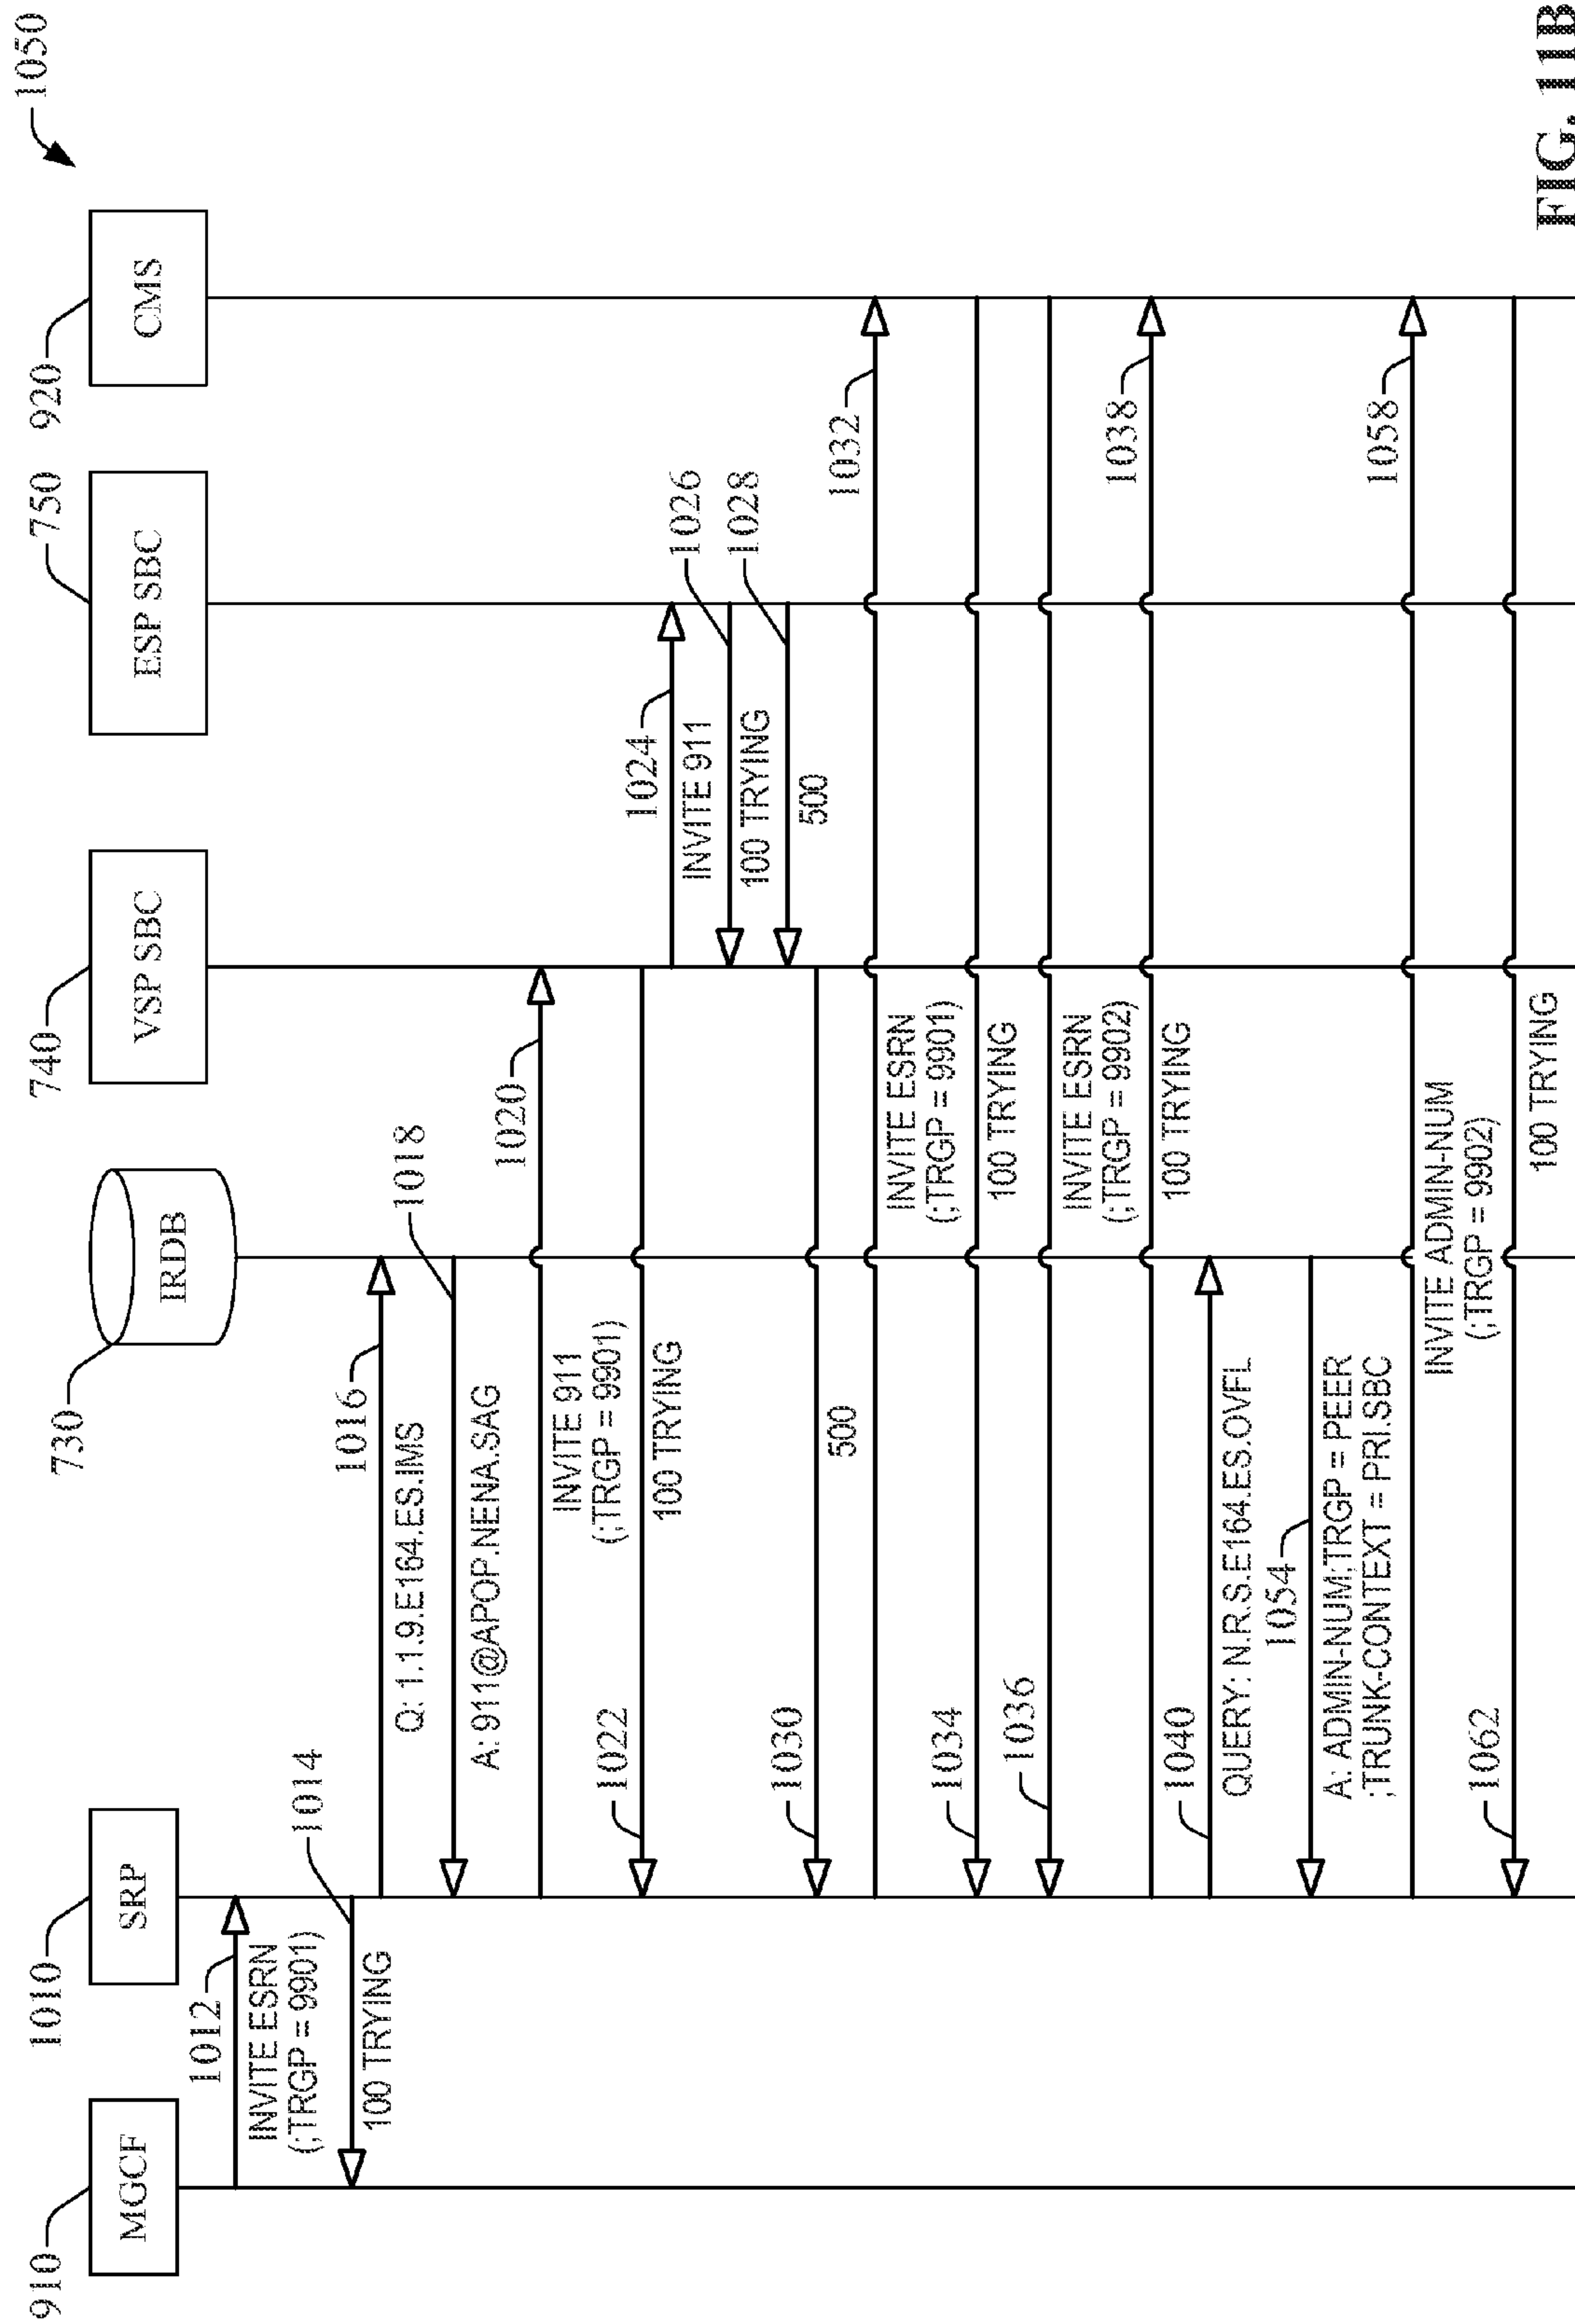 1050
910
MGCF
1010
SRP
730
IRDB
740
VSP SBC
750
ESP SBC
920
CMS
1012
INVITE ESRN
(;TRGP = 9901)
1014
100 TRYING
1016
Q: 1.1.9.E164.ES.IMS
1018
A: 911@APOP.NENA.SAG
1020
INVITE 911
(;TRGP = 9901)
1022
100 TRYING
1024
INVITE 911
1026
100 TRYING
1028
500
1030
500
1032
INVITE ESRN
(;TRGP = 9901)
1034
100 TRYING
1036
INVITE ESRN
(;TRGP = 9902)
1038
100 TRYING
1040
QUERY: N.R.S.E164.ES.OVFL
1054
A: ADMIN-NUM;TRGP = PEER
;TRUNK-CONTEXT = PRI.SBC
1058
INVITE ADMIN-NUM
(;TRGP = 9902)
1062
100 TRYING
FIG. 11B